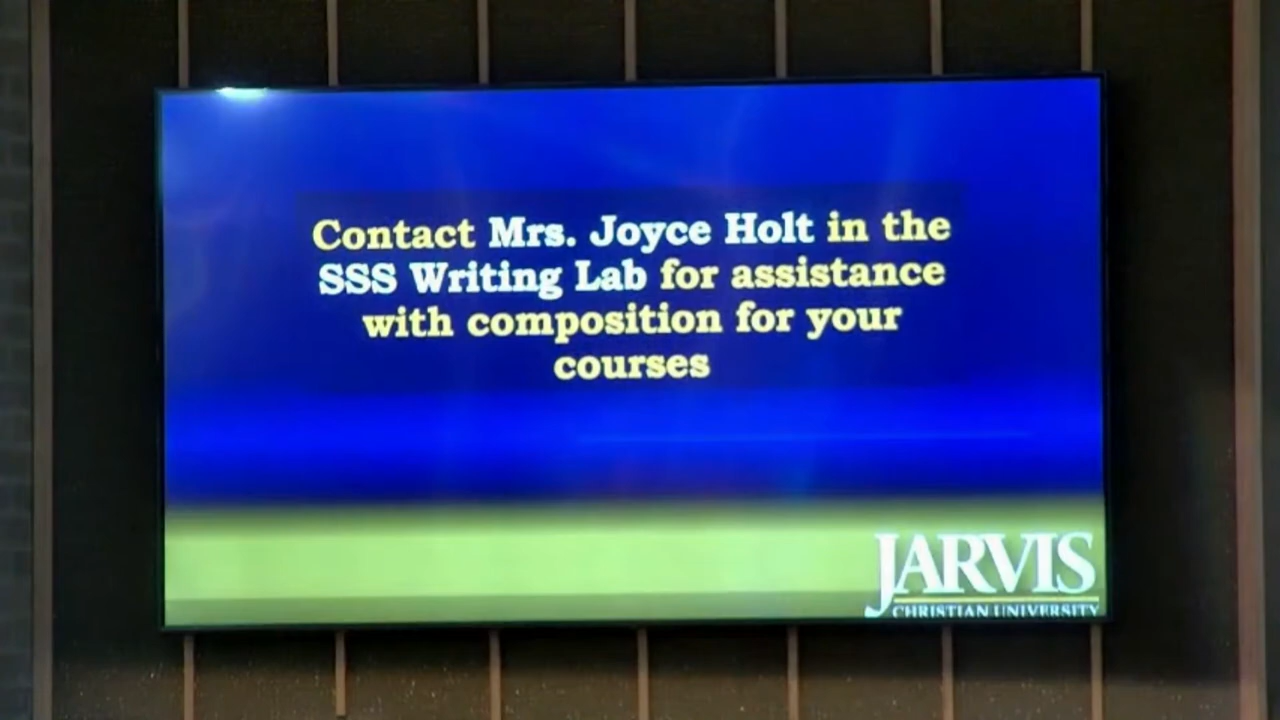 Contact Mrs. Joyce Holt in the
SSS Writing Lab for assistance
with composition for your
courses
JARVIS
CHRISTIAN UNIVERSITY